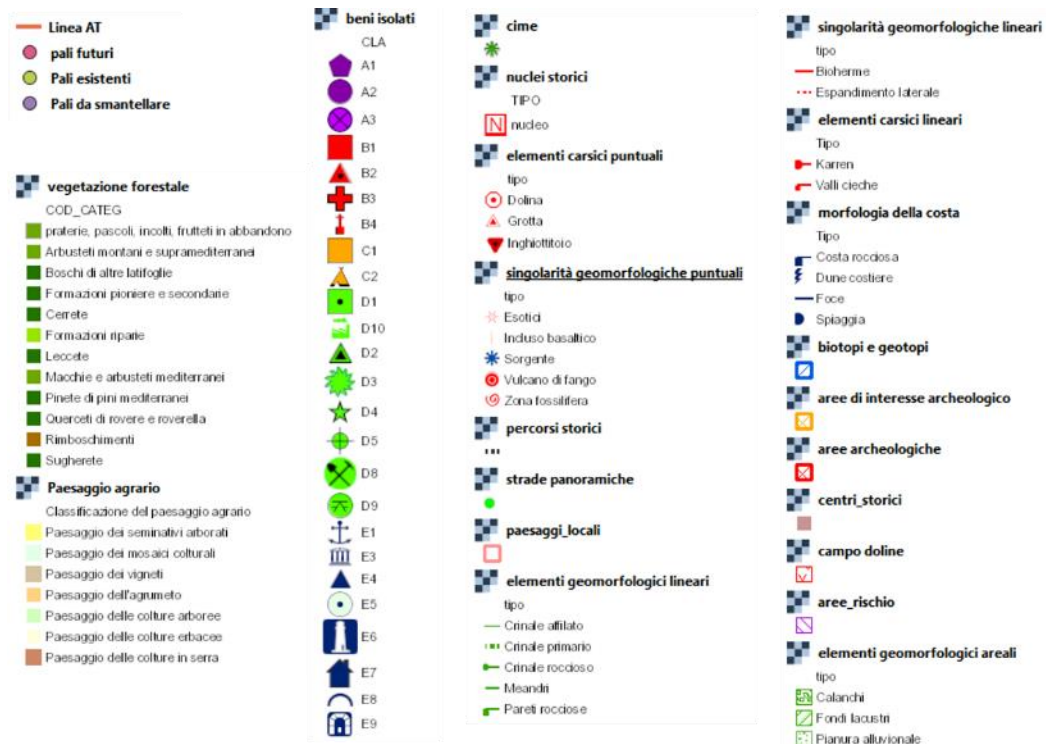 Linea AT
pali futuri
Pali esistenti
Pali da smantellare
vegetazione forestale
COD_CATEG
praterie, pascoli, incolti, frutteti in abbandono
Arbusteti montani e supramediterranei
Boschi di altre latifoglie
Formazioni pioniere e secondarie
Cerrete
Formazioni riparie
Leccete
Macchie e arbusteti mediterranei
Pinete di pini mediterranei
Querceti di rovere e roverella
Rimboschimenti
Sugherete
Paesaggio agrario
Classificazione del paesaggio agrario
Paesaggio dei seminativi arborati
Paesaggio dei mosaici colturali
Paesaggio dei vigneti
Paesaggio dell'agrumeto
Paesaggio delle colture arboree
Paesaggio delle colture erbacee
Paesaggio delle colture in serra
beni isolati
CLA
A1
A2
A3
B1
B2
B3
B4
C1
C2
D1
D10
D2
D3
D4
D5
D8
D9
E1
E3
E4
E5
E6
E7
E8
E9
cime
nuclei storici
TIPO
N nucleo
elementi carsici puntuali
tipo
Dolina
Grotta
Inghiottitoio
singolarità geomorfologiche puntuali
tipo
Esotici
Incluso basaltico
Sorgente
Vulcano di fango
Zona fossilifera
percorsi storici
strade panoramiche
paesaggi_locali
elementi geomorfologici lineari
tipo
Crinale affilato
Crinale primario
Crinale roccioso
Meandri
Pareti rocciose
singolarità geomorfologiche lineari
tipo
Bioherme
Espandimento laterale
elementi carsici lineari
Tipo
Karren
Valli cieche
morfologia della costa
Tipo
Costa rocciosa
Dune costiere
Foce
Spiaggia
biotopi e geotopi
aree di interesse archeologico
aree archeologiche
centri_storici
campo doline
aree_rischio
elementi geomorfologici areali
tipo
Calanchi
Fondi lacustri
Pianura alluvionale